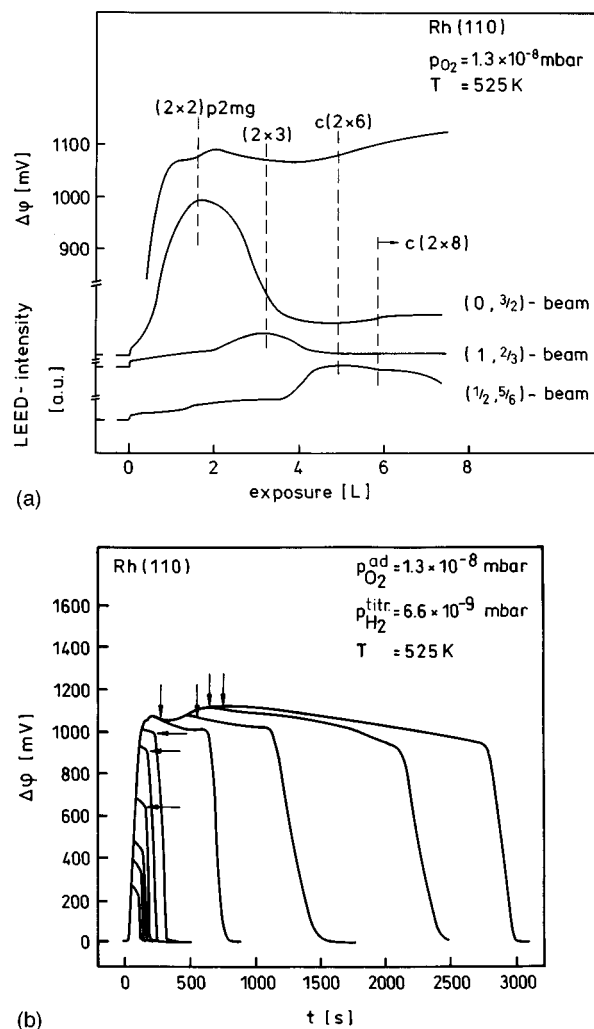 Rh (110)
pO₂ = 1.3 × 10⁻⁸ mbar
T = 525 K
(2×2)p2mg
(2×3)
c(2×6)
c(2×8)
1100
1000
900
Δφ [mV]
LEED-intensity
[a.u.]
(0, 3/2) - beam
(1, 2/3) - beam
(1/2, 5/6) - beam
0 2 4 6 8
exposure [L]
(a)
Rh (110)
p^ad_O₂ = 1.3 × 10⁻⁸ mbar
p^titr._H₂ = 6.6 × 10⁻⁹ mbar
T = 525 K
1600
1400
1200
1000
800
600
400
200
0
Δφ [mV]
0 500 1000 1500 2000 2500 3000
t [s]
(b)